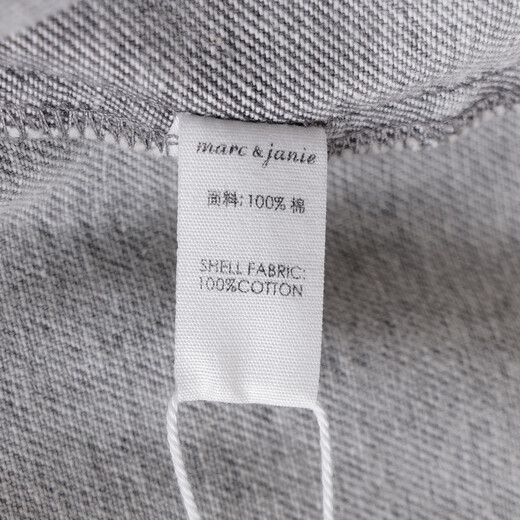 marc & janie
面料: 100% 棉
SHELL FABRIC:
100%COTTON